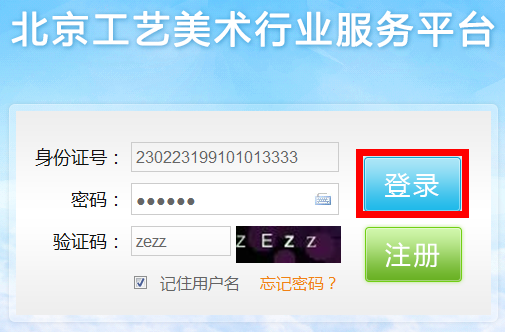 北京工艺美术行业服务平台
身份证号： 230223199101013333 登录
密码： ●●●●●●
验证码： zezz z E z z 注册
记住用户名 忘记密码？